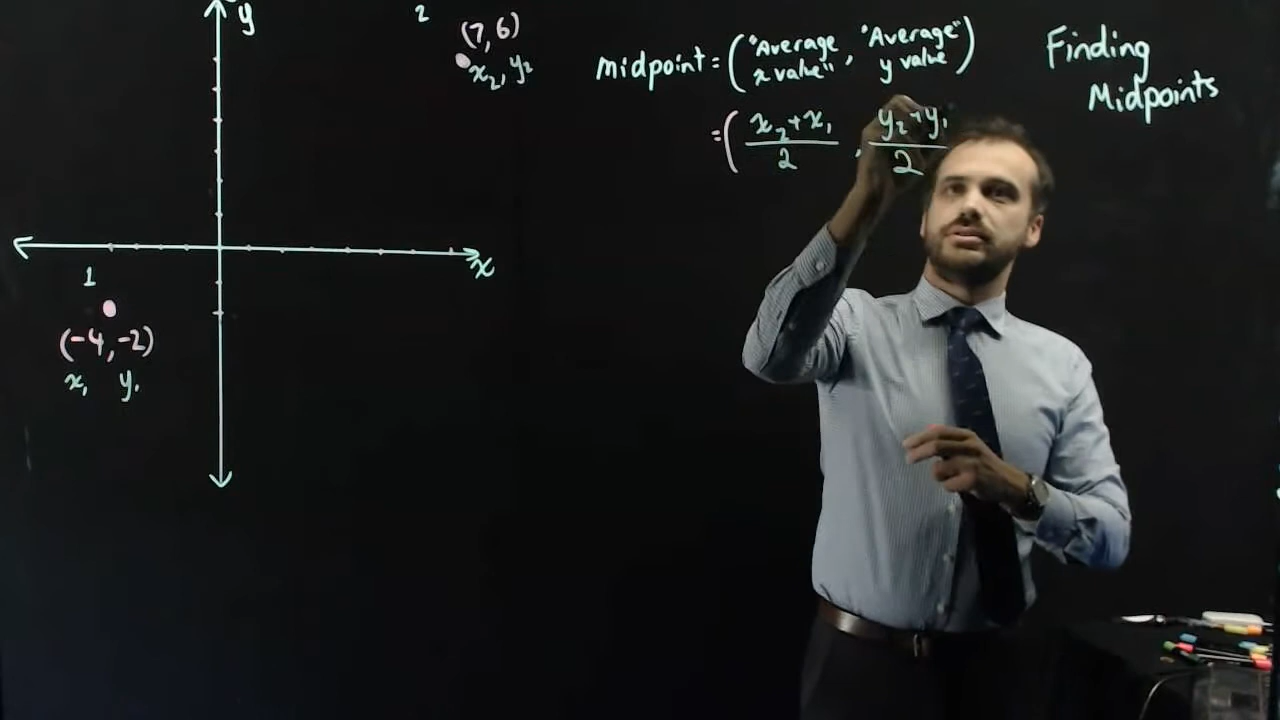 y
2
(7, 6)
x₂, y₂
x
1
(-4, -2)
x₁ y₁
midpoint = ("Average x value", "Average" y value)
= (x₂+x₁/2, y₂+y₁/2
Finding
Midpoints